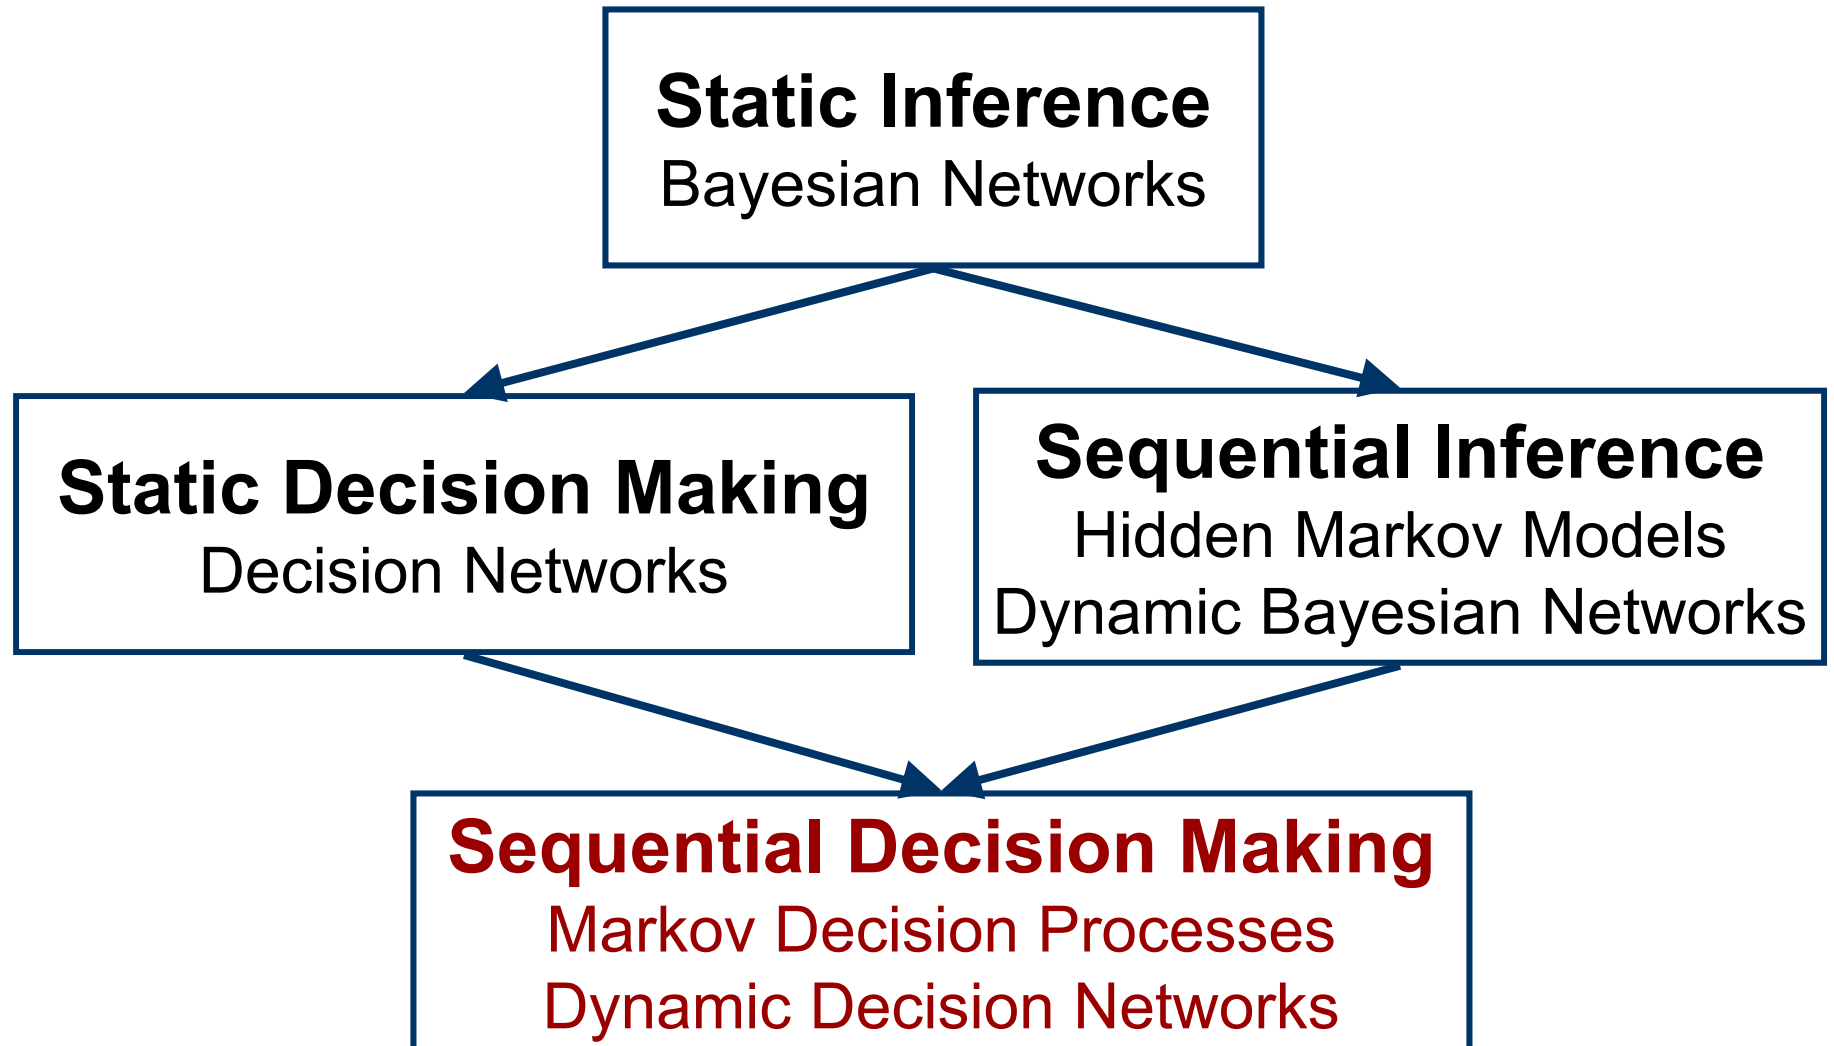 Static Inference
Bayesian Networks
Static Decision Making
Decision Networks
Sequential Inference
Hidden Markov Models
Dynamic Bayesian Networks
Sequential Decision Making
Markov Decision Processes
Dynamic Decision Networks